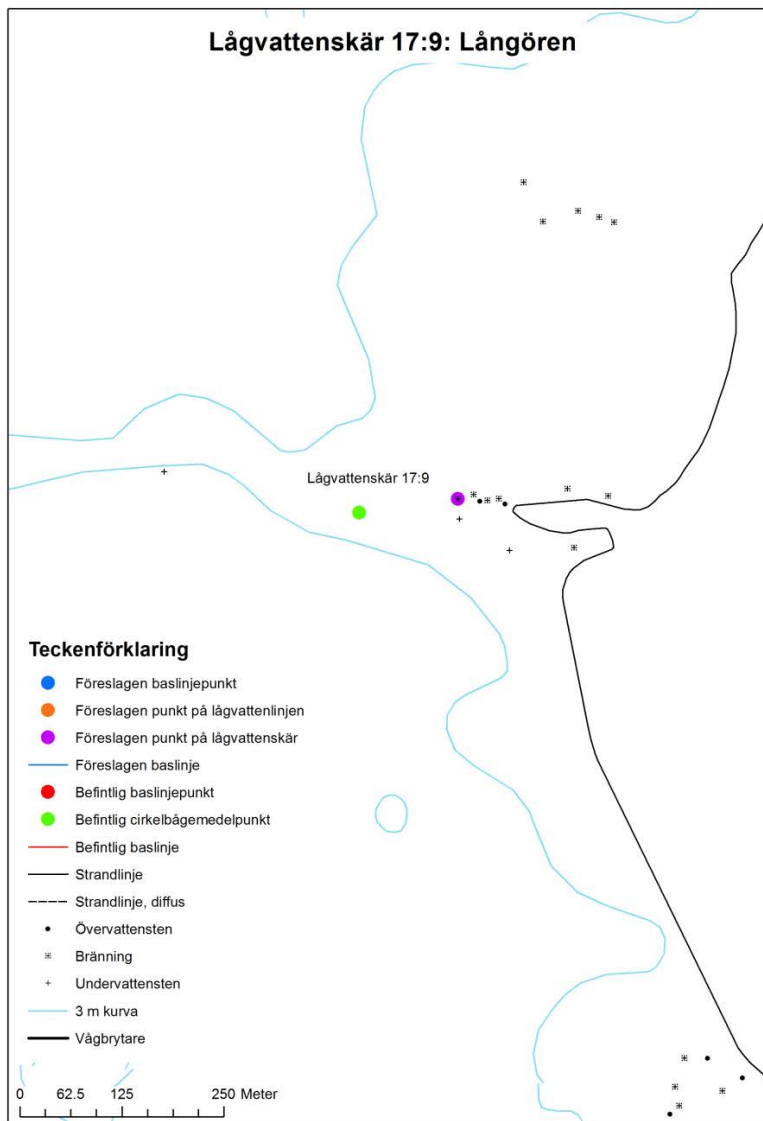 Lågvattenskär 17:9: Långören
Lågvattenskär 17:9
Teckenförklaring
Föreslagen baslinjepunkt
Föreslagen punkt på lågvattenlinjen
Föreslagen punkt på lågvattenskär
Föreslagen baslinje
Befintlig baslinjepunkt
Befintlig cirkelbågemedelpunkt
Befintlig baslinje
Strandlinje
Strandlinje, diffus
Övervattensten
Bränning
Undervattensten
3 m kurva
Vågbrytare
0 62.5 125 250 Meter